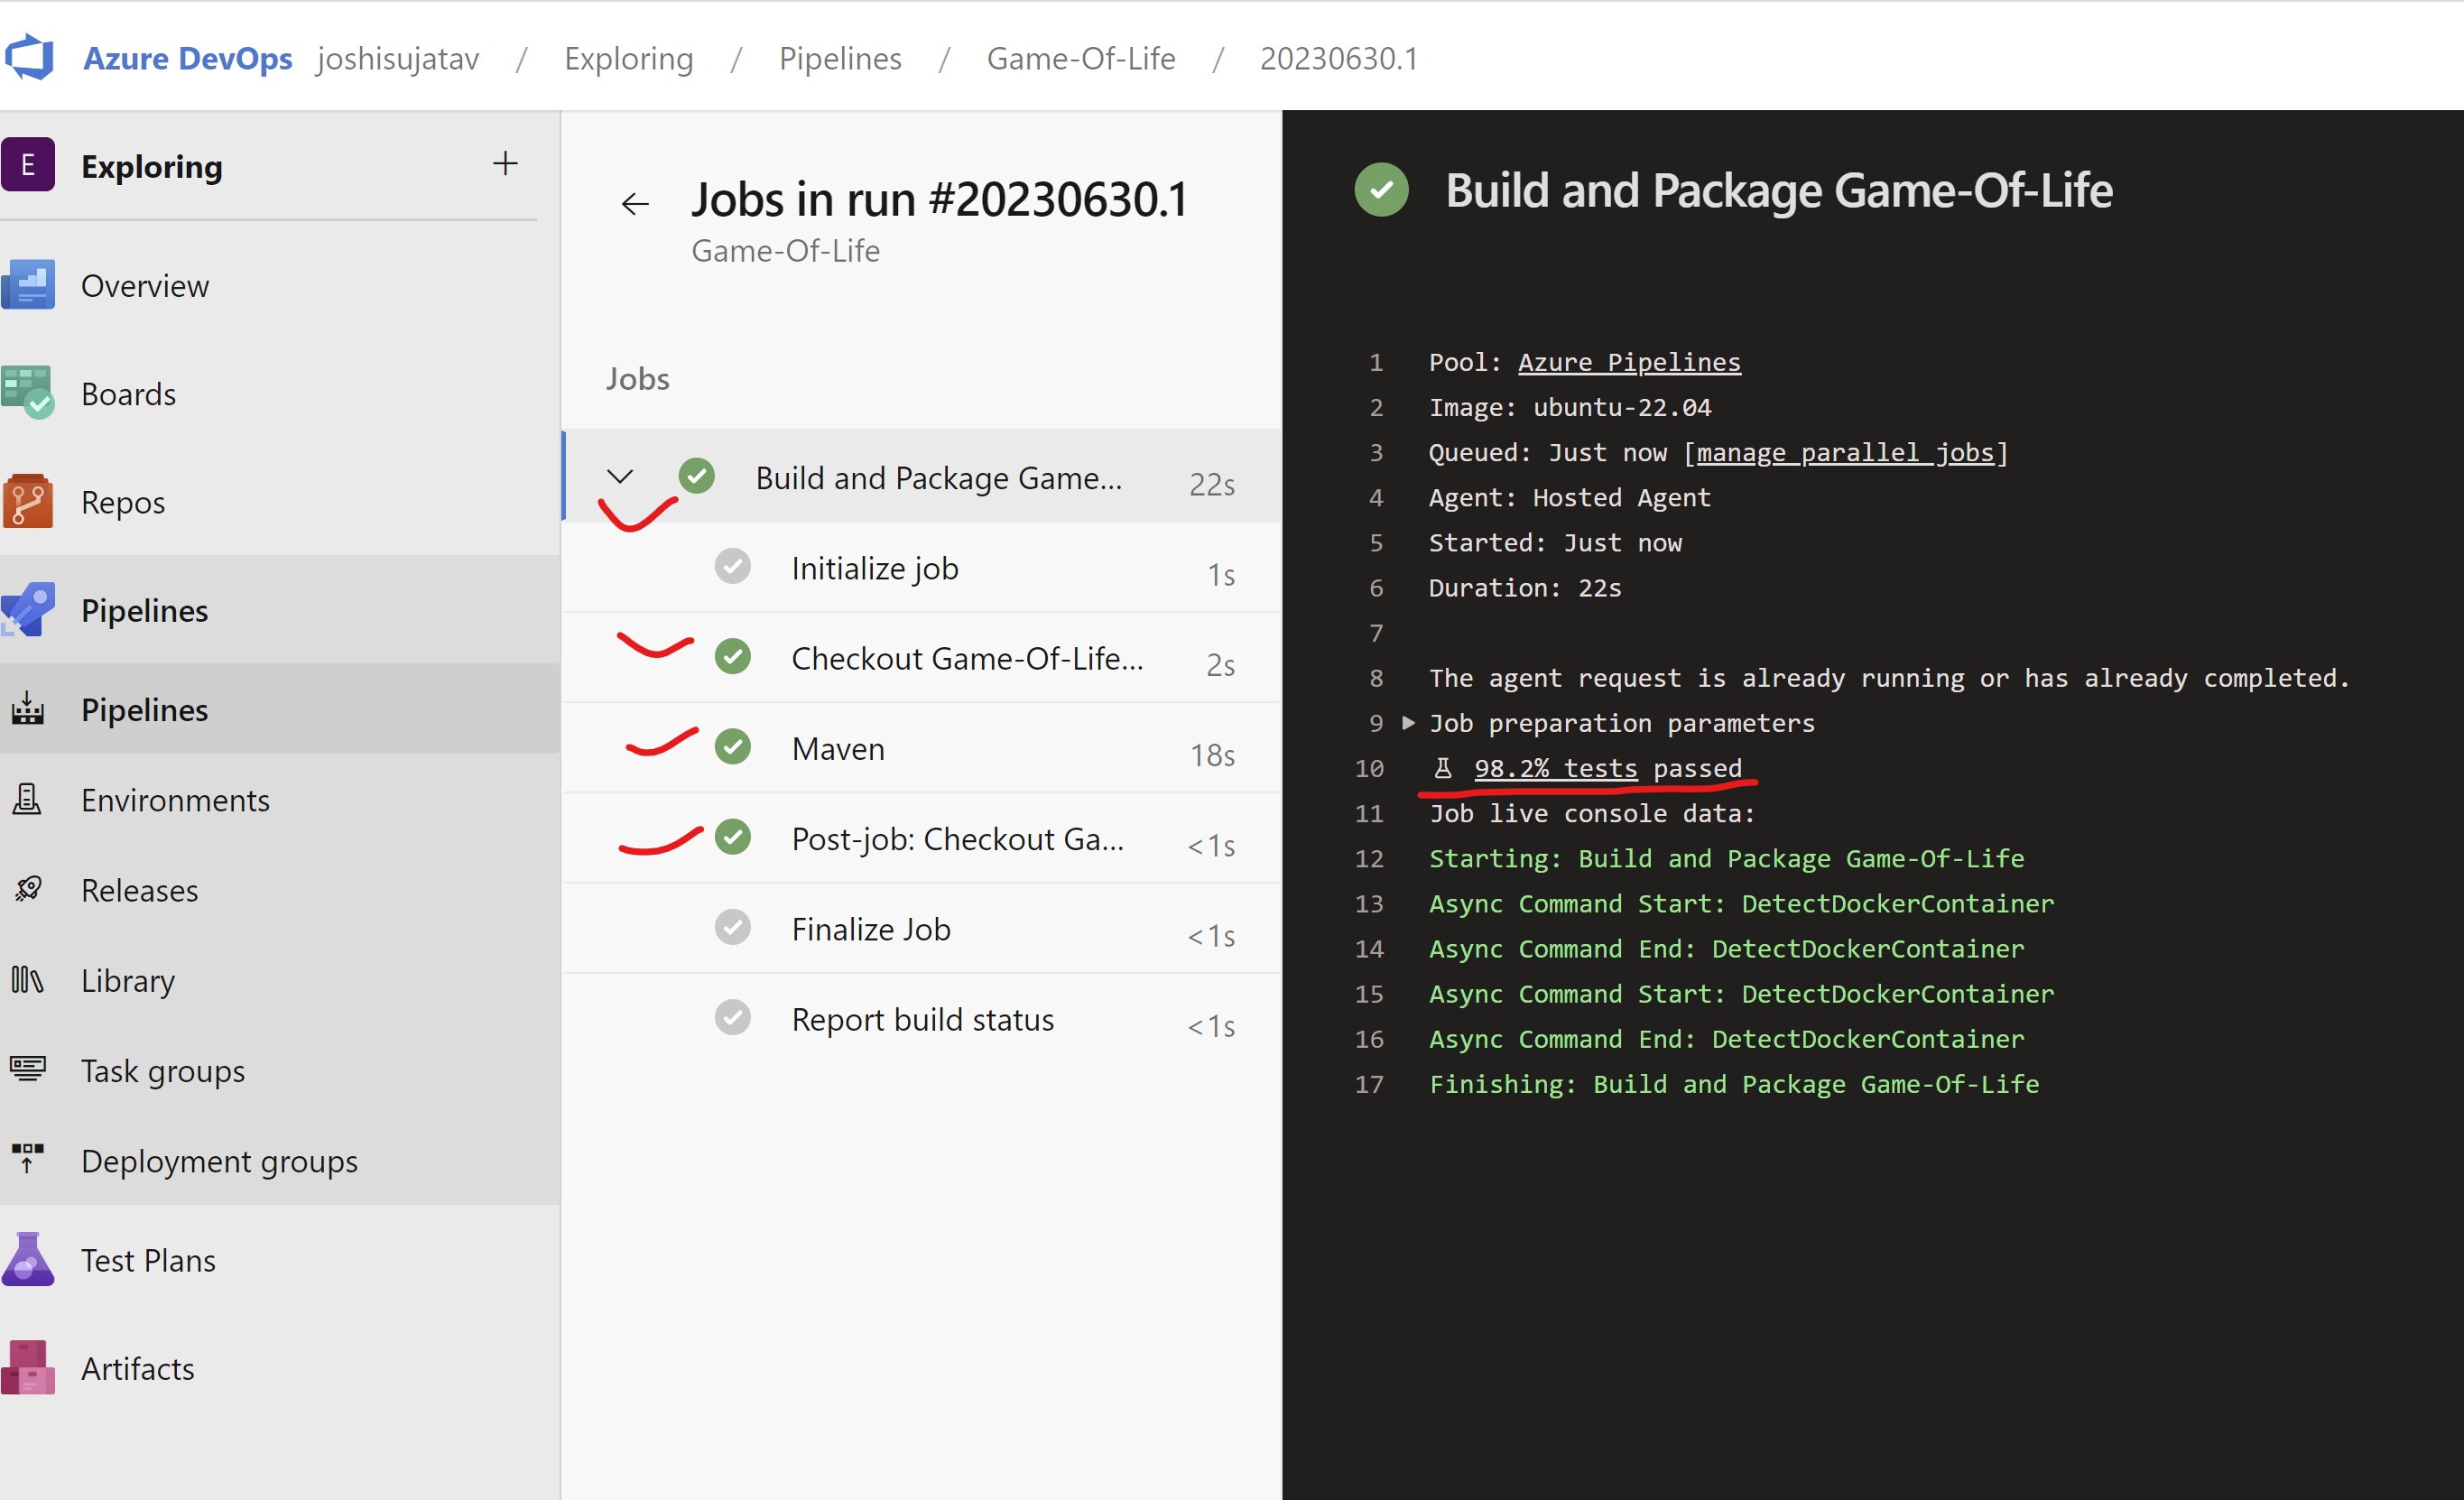 Azure DevOps joshisujatav / Exploring / Pipelines / Game-Of-Life / 20230630.1
E Exploring +
Overview
Boards
Repos
Pipelines
Pipelines
Environments
Releases
Library
Task groups
Deployment groups
Test Plans
Artifacts
← Jobs in run #20230630.1
Game-Of-Life
Jobs
Build and Package Game... 22s
Initialize job 1s
Checkout Game-Of-Life... 2s
Maven 18s
Post-job: Checkout Ga... <1s
Finalize Job <1s
Report build status <1s
Build and Package Game-Of-Life
1 Pool: Azure Pipelines
2 Image: ubuntu-22.04
3 Queued: Just now [manage parallel jobs]
4 Agent: Hosted Agent
5 Started: Just now
6 Duration: 22s
7
8 The agent request is already running or has already completed.
9 Job preparation parameters
10 98.2% tests passed
11 Job live console data:
12 Starting: Build and Package Game-Of-Life
13 Async Command Start: DetectDockerContainer
14 Async Command End: DetectDockerContainer
15 Async Command Start: DetectDockerContainer
16 Async Command End: DetectDockerContainer
17 Finishing: Build and Package Game-Of-Life